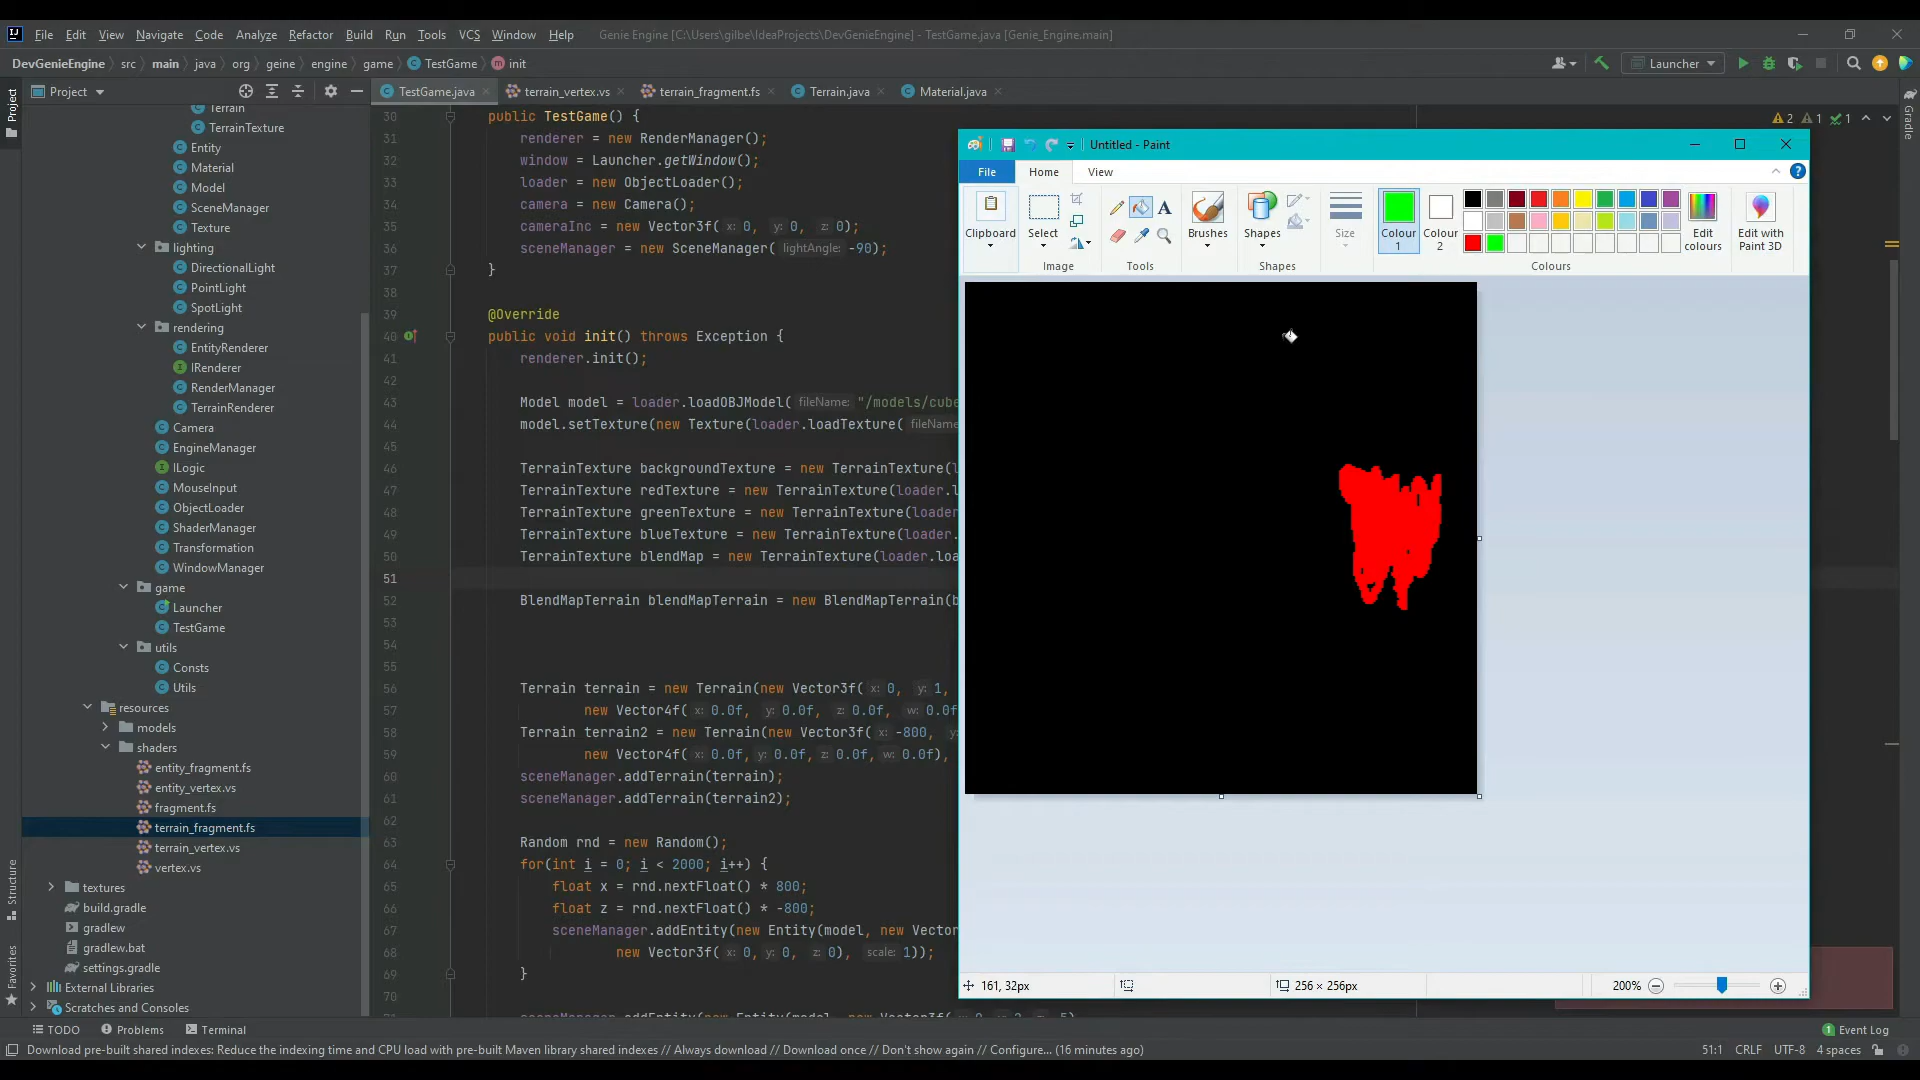 File Edit View Navigate Code Analyze Refactor Build Run Tools VCS Window Help Genie Engine [C:\Users\gilbe\IdeaProjects\DevGenieEngine] - TestGame.java [Genie_Engine.main]
DevGenieEngine src main java org geine engine game TestGame init Launcher
Project
TestGame.java terrain_vertex.vs terrain_fragment.fs Terrain.java Material.java
Project
Structure
Favorites
Gradle
Terrain
TerrainTexture
Entity
Material
Model
SceneManager
Texture
lighting
DirectionalLight
PointLight
SpotLight
rendering
EntityRenderer
IRenderer
RenderManager
TerrainRenderer
Camera
EngineManager
ILogic
MouseInput
ObjectLoader
ShaderManager
Transformation
WindowManager
game
Launcher
TestGame
utils
Consts
Utils
resources
models
shaders
entity_fragment.fs
entity_vertex.vs
fragment.fs
terrain_fragment.fs
terrain_vertex.vs
vertex.vs
textures
build.gradle
gradlew
gradlew.bat
settings.gradle
External Libraries
Scratches and Consoles
2 1 1
30 public TestGame() {
31 renderer = new RenderManager();
32 window = Launcher.getWindow();
33 loader = new ObjectLoader();
34 camera = new Camera();
35 cameraInc = new Vector3f( x: 0, y: 0, z: 0);
36 sceneManager = new SceneManager( lightAngle: -90);
37 }
38
39 @Override
40 public void init() throws Exception {
41 renderer.init();
42
43 Model model = loader.loadOBJModel( fileName: "/models/cube
44 model.setTexture(new Texture(loader.loadTexture( fileName
45
46 TerrainTexture backgroundTexture = new TerrainTexture(l
47 TerrainTexture redTexture = new TerrainTexture(loader.l
48 TerrainTexture greenTexture = new TerrainTexture(loader
49 TerrainTexture blueTexture = new TerrainTexture(loader.
50 TerrainTexture blendMap = new TerrainTexture(loader.loa
51
52 BlendMapTerrain blendMapTerrain = new BlendMapTerrain(b
53
54
55
56 Terrain terrain = new Terrain(new Vector3f( x: 0, y: 1,
57 new Vector4f( x: 0.0f, y: 0.0f, z: 0.0f, w: 0.0f
58 Terrain terrain2 = new Terrain(new Vector3f( x: -800, y:
59 new Vector4f( x: 0.0f, y: 0.0f, z: 0.0f, w: 0.0f),
60 sceneManager.addTerrain(terrain);
61 sceneManager.addTerrain(terrain2);
62
63 Random rnd = new Random();
64 for(int i = 0; i < 2000; i++) {
65 float x = rnd.nextFloat() * 800;
66 float z = rnd.nextFloat() * -800;
67 sceneManager.addEntity(new Entity(model, new Vector
68 new Vector3f( x: 0, y: 0, z: 0), scale: 1));
69 }
70
Untitled - Paint
File Home View
Clipboard Select Brushes Shapes Size Colour 1 Colour 2 Edit colours Edit with Paint 3D
Image Tools Shapes Colours
161, 32px 256 × 256px 200%
TODO Problems Terminal 1 Event Log
Download pre-built shared indexes: Reduce the indexing time and CPU load with pre-built Maven library shared indexes // Always download // Download once // Don't show again // Configure... (16 minutes ago) 51:1 CRLF UTF-8 4 spaces